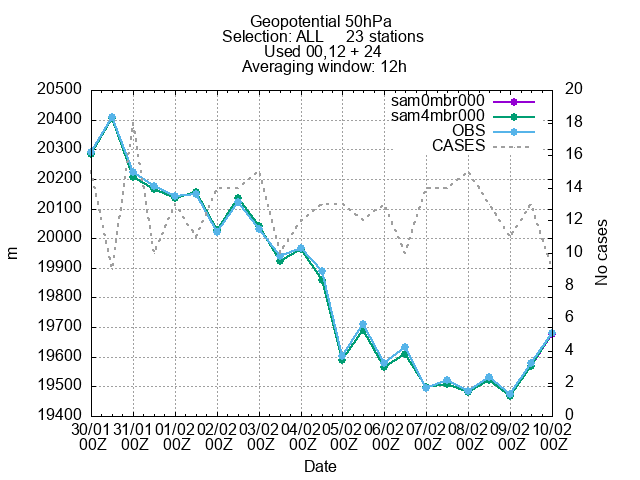 Geopotential 50hPa
Selection: ALL 23 stations
Used 00,12 + 24
Averaging window: 12h
sam0mbr000
sam4mbr000
OBS
CASES
20500
20400
20300
20200
20100
20000
19900
19800
19700
19600
19500
19400
m
20
18
16
14
12
10
8
6
4
2
0
No cases
30/01 31/01 01/02 02/02 03/02 04/02 05/02 06/02 07/02 08/02 09/02 10/02
00Z 00Z 00Z 00Z 00Z 00Z 00Z 00Z 00Z 00Z 00Z 00Z
Date